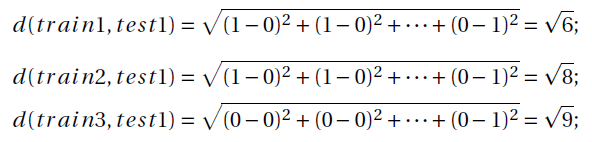 d(train1, test1) = √((1−0)² + (1−0)² + ⋯ + (0−1)²) = √6;
d(train2, test1) = √((1−0)² + (1−0)² + ⋯ + (0−1)²) = √8;
d(train3, test1) = √((0−0)² + (0−0)² + ⋯ + (0−1)²) = √9;